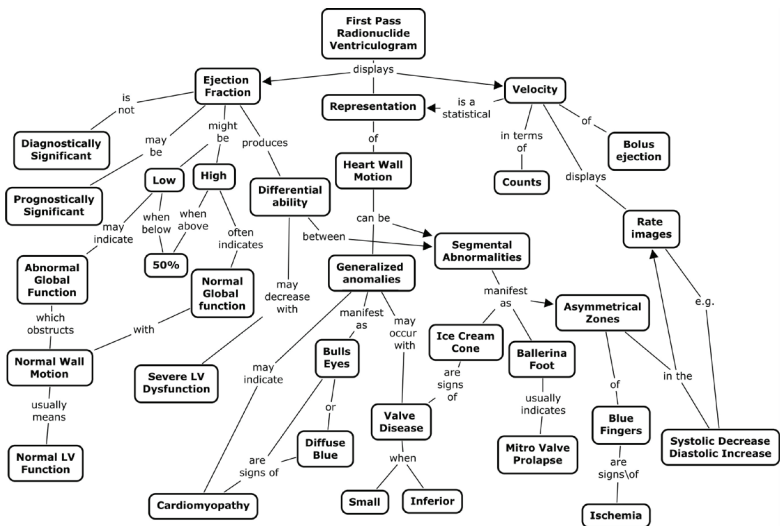 First Pass
Radionuclide
Ventriculogram
displays
Ejection
Fraction
Velocity
Representation
is
not
might
be
produces
is a
statistical
of
in terms
of
of
Bolus
ejection
Diagnostically
Significant
may
be
Low
High
Heart Wall
Motion
Counts
displays
Prognostically
Significant
Differential
ability
may
indicate
when
below
when
above
often
indicates
can be
between
Rate
images
Segmental
Abnormalities
Abnormal
Global
Function
50%
Normal
Global
function
Generalized
anomalies
may
decrease
with
manifest
as
e.g.
which
obstructs
with
manifest
as
may
occur
with
Asymmetrical
Zones
Ice Cream
Cone
Ballerina
Foot
Normal Wall
Motion
Bulls
Eyes
Severe LV
Dysfunction
may
indicate
are
signs
of
of
in the
usually
means
or
usually
indicates
Valve
Disease
Blue
Fingers
Diffuse
Blue
Normal LV
Function
are
signs of
when
Mitro Valve
Prolapse
Systolic Decrease
Diastolic Increase
are
signs\of
Cardiomyopathy
Small
Inferior
Ischemia